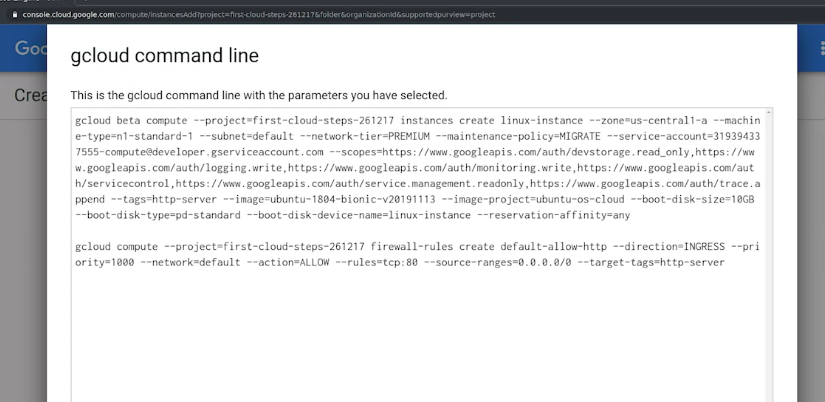 console.cloud.google.com/compute/instancesAdd?project=first-cloud-steps-261217&folder&organizationId&supportedpurview=project
Goo
gcloud command line
Crea
This is the gcloud command line with the parameters you have selected.
gcloud beta compute --project=first-cloud-steps-261217 instances create linux-instance --zone=us-central1-a --machin
e-type=n1-standard-1 --subnet=default --network-tier=PREMIUM --maintenance-policy=MIGRATE --service-account=31939433
7555-compute@developer.gserviceaccount.com --scopes=https://www.googleapis.com/auth/devstorage.read_only,https://ww
w.googleapis.com/auth/logging.write,https://www.googleapis.com/auth/monitoring.write,https://www.googleapis.com/aut
h/servicecontrol,https://www.googleapis.com/auth/service.management.readonly,https://www.googleapis.com/auth/trace.a
ppend --tags=http-server --image=ubuntu-1804-bionic-v20191113 --image-project=ubuntu-os-cloud --boot-disk-size=10GB
--boot-disk-type=pd-standard --boot-disk-device-name=linux-instance --reservation-affinity=any
gcloud compute --project=first-cloud-steps-261217 firewall-rules create default-allow-http --direction=INGRESS --pri
ority=1000 --network=default --action=ALLOW --rules=tcp:80 --source-ranges=0.0.0.0/0 --target-tags=http-server